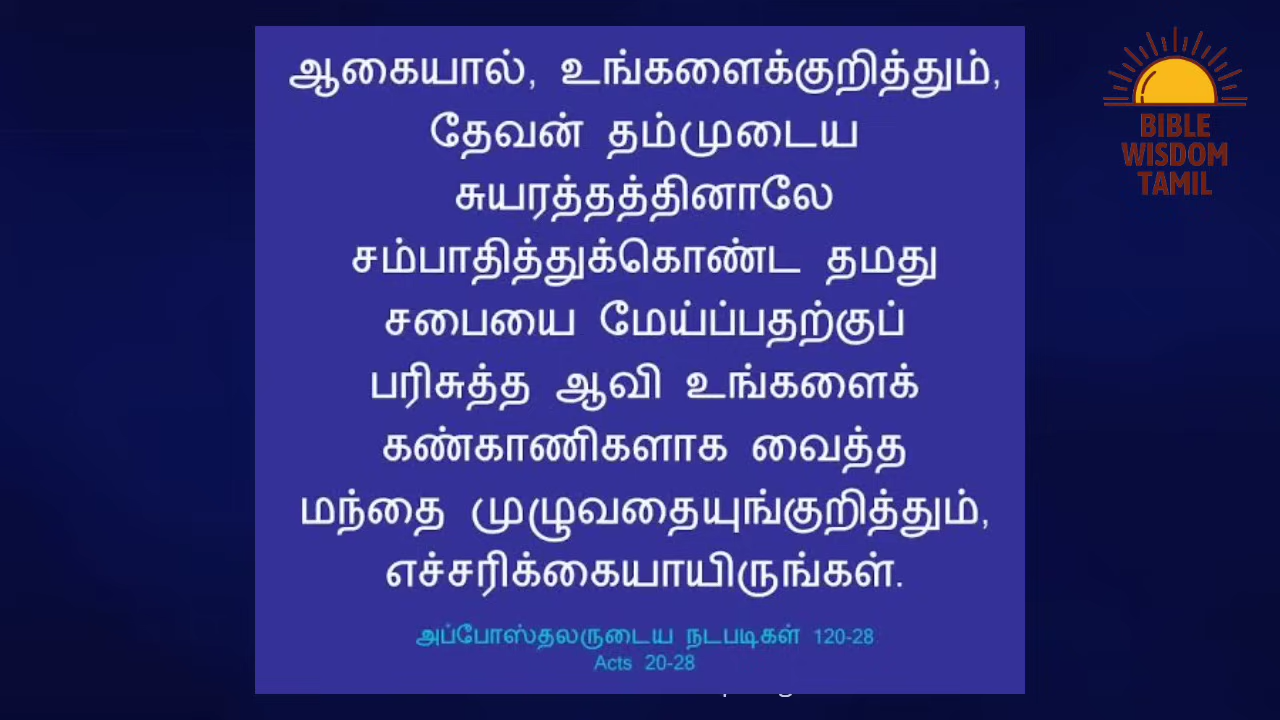 ஆகையால், உங்களைக்குறித்தும்,
தேவன் தம்முடைய
சுயரத்தத்தினாலே
சம்பாதித்துக்கொண்ட தமது
சபையை மேய்ப்பதற்குப்
பரிசுத்த ஆவி உங்களைக்
கண்காணிகளாக வைத்த
மந்தை முழுவதையுங்குறித்தும்,
எச்சரிக்கையாயிருங்கள்.
அப்போஸ்தலருடைய நடபடிகள் 120-28
Acts 20-28
BIBLE
WISDOM
TAMIL